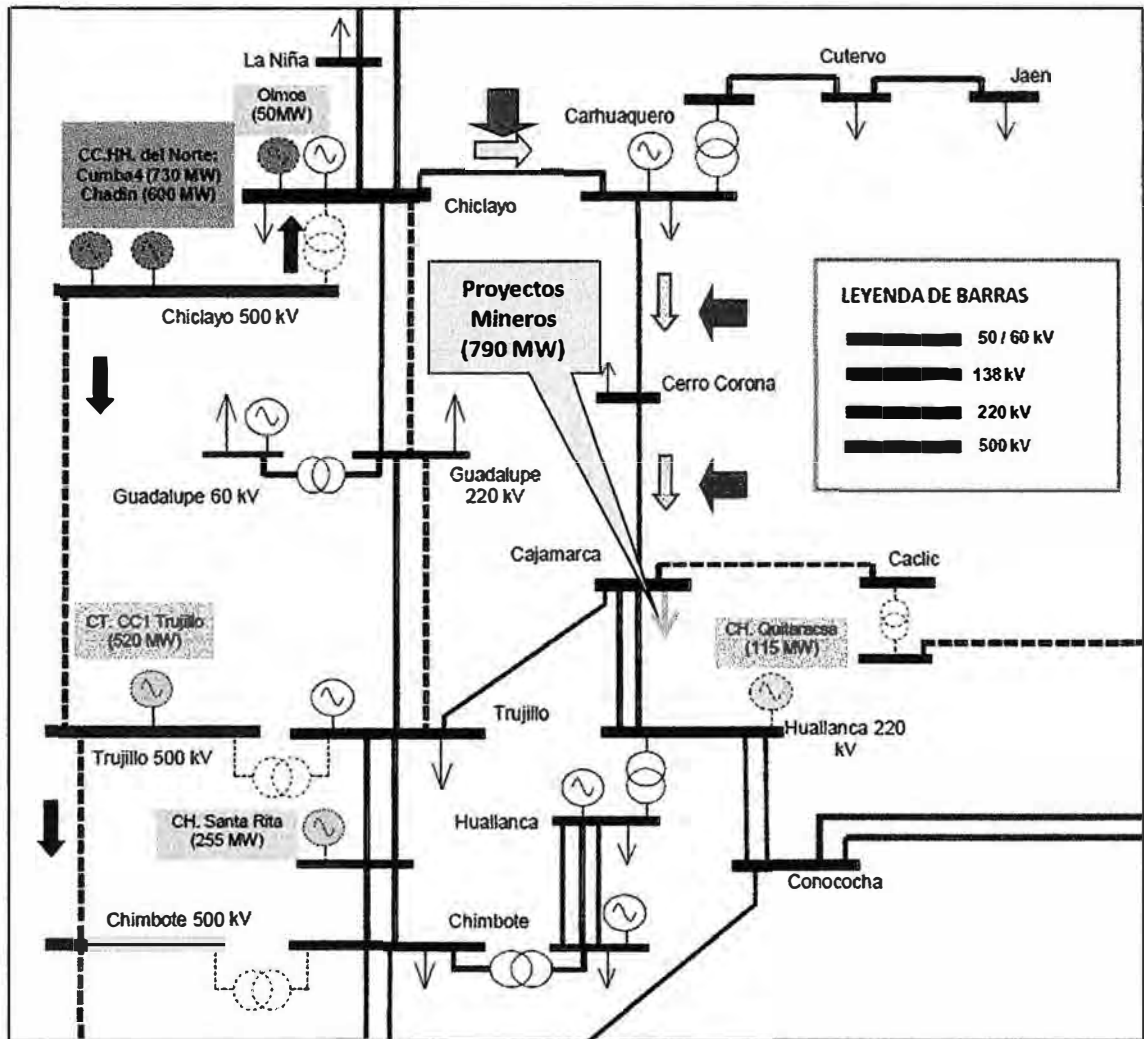 La Niña
Olmos
(50MW)
CC.HH. del Norte:
Cumba4 (730 MW)
Chadin (600 MW)
Chiclayo
Carhuaquero
Cutervo
Jaen
Chiclayo 500 kV
Proyectos
Mineros
(790 MW)
LEYENDA DE BARRAS
50 / 60 kV
138 kV
220 kV
500 kV
Cerro Corona
Guadalupe 60 kV
Guadalupe
220 kV
Cajamarca
Caclic
CT. CC1 Trujillo
(520 MW)
CH. Quitaracsa
(115 MW)
Trujillo 500 kV
Trujillo
Huallanca 220
kV
CH. Santa Rita
(255 MW)
Huallanca
Conococha
Chimbote 500 kV
Chimbote